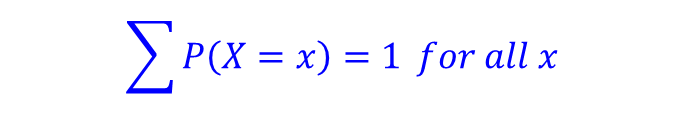 ∑ P(X = x) = 1 for all x